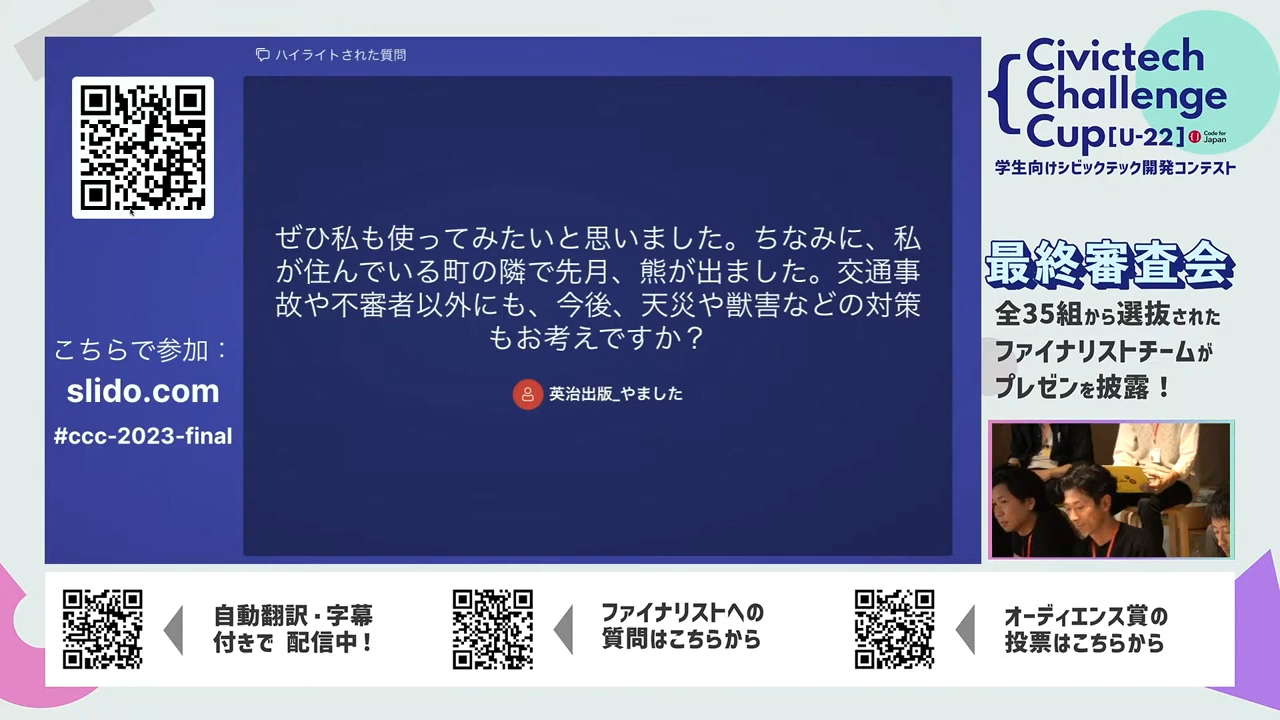 ハイライトされた質問
ぜひ私も使ってみたいと思いました。ちなみに、私
が住んでいる町の隣で先月、熊が出ました。交通事
故や不審者以外にも、今後、天災や獣害などの対策
もお考えですか？
英治出版_やました
こちらで参加：
slido.com
#ccc-2023-final
Civictech
Challenge
Cup[U-22]
Code for
Japan
学生向けシビックテック開発コンテスト
最終審査会
全35組から選抜された
ファイナリストチームが
プレゼンを披露！
自動翻訳・字幕
付きで 配信中！
ファイナリストへの
質問はこちらから
オーディエンス賞の
投票はこちらから